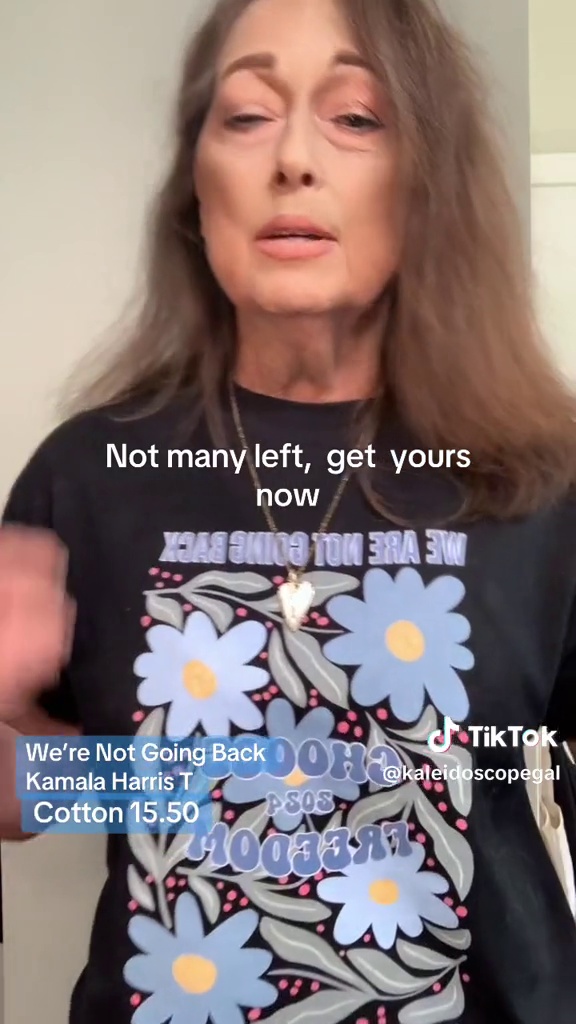 Not many left, get yours
now
WE ARE NOT GOING BACK
We're Not Going Back
Kamala Harris T
Cotton 15.50
CHOOSE
2024
FREEDOM
TikTok
@kaleidoscopegal